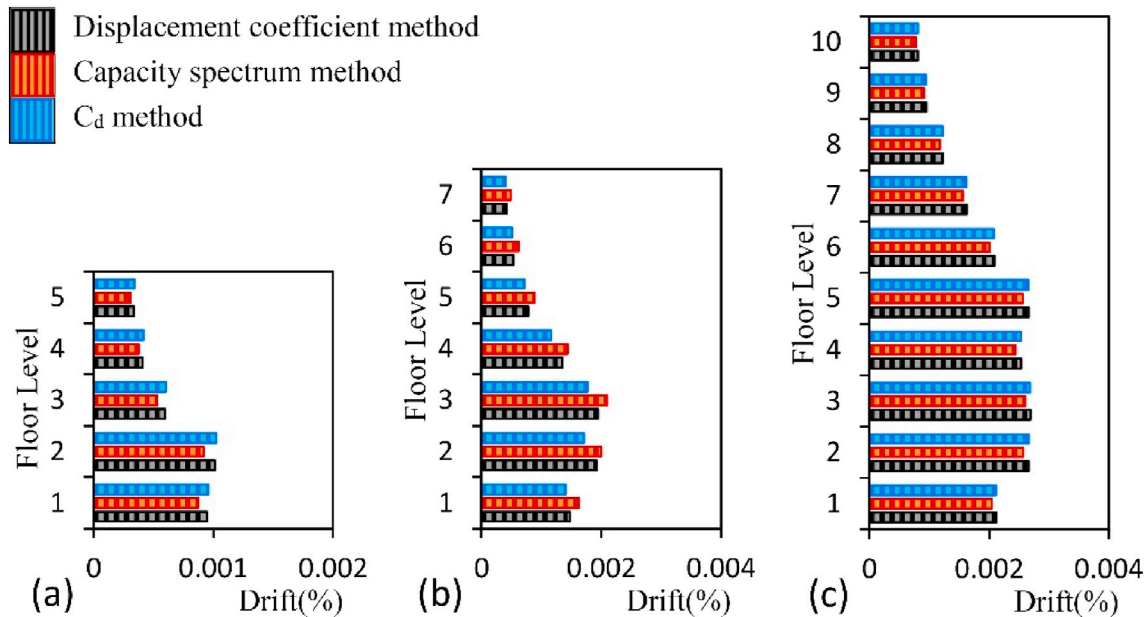 Displacement coefficient method
Capacity spectrum method
Cd method
Floor Level
5
4
3
2
1
0 0.001 0.002
(a) Drift(%)
Floor Level
7
6
5
4
3
2
1
0 0.002 0.004
(b) Drift(%)
Floor Level
10
9
8
7
6
5
4
3
2
1
0 0.002 0.004
(c) Drift(%)